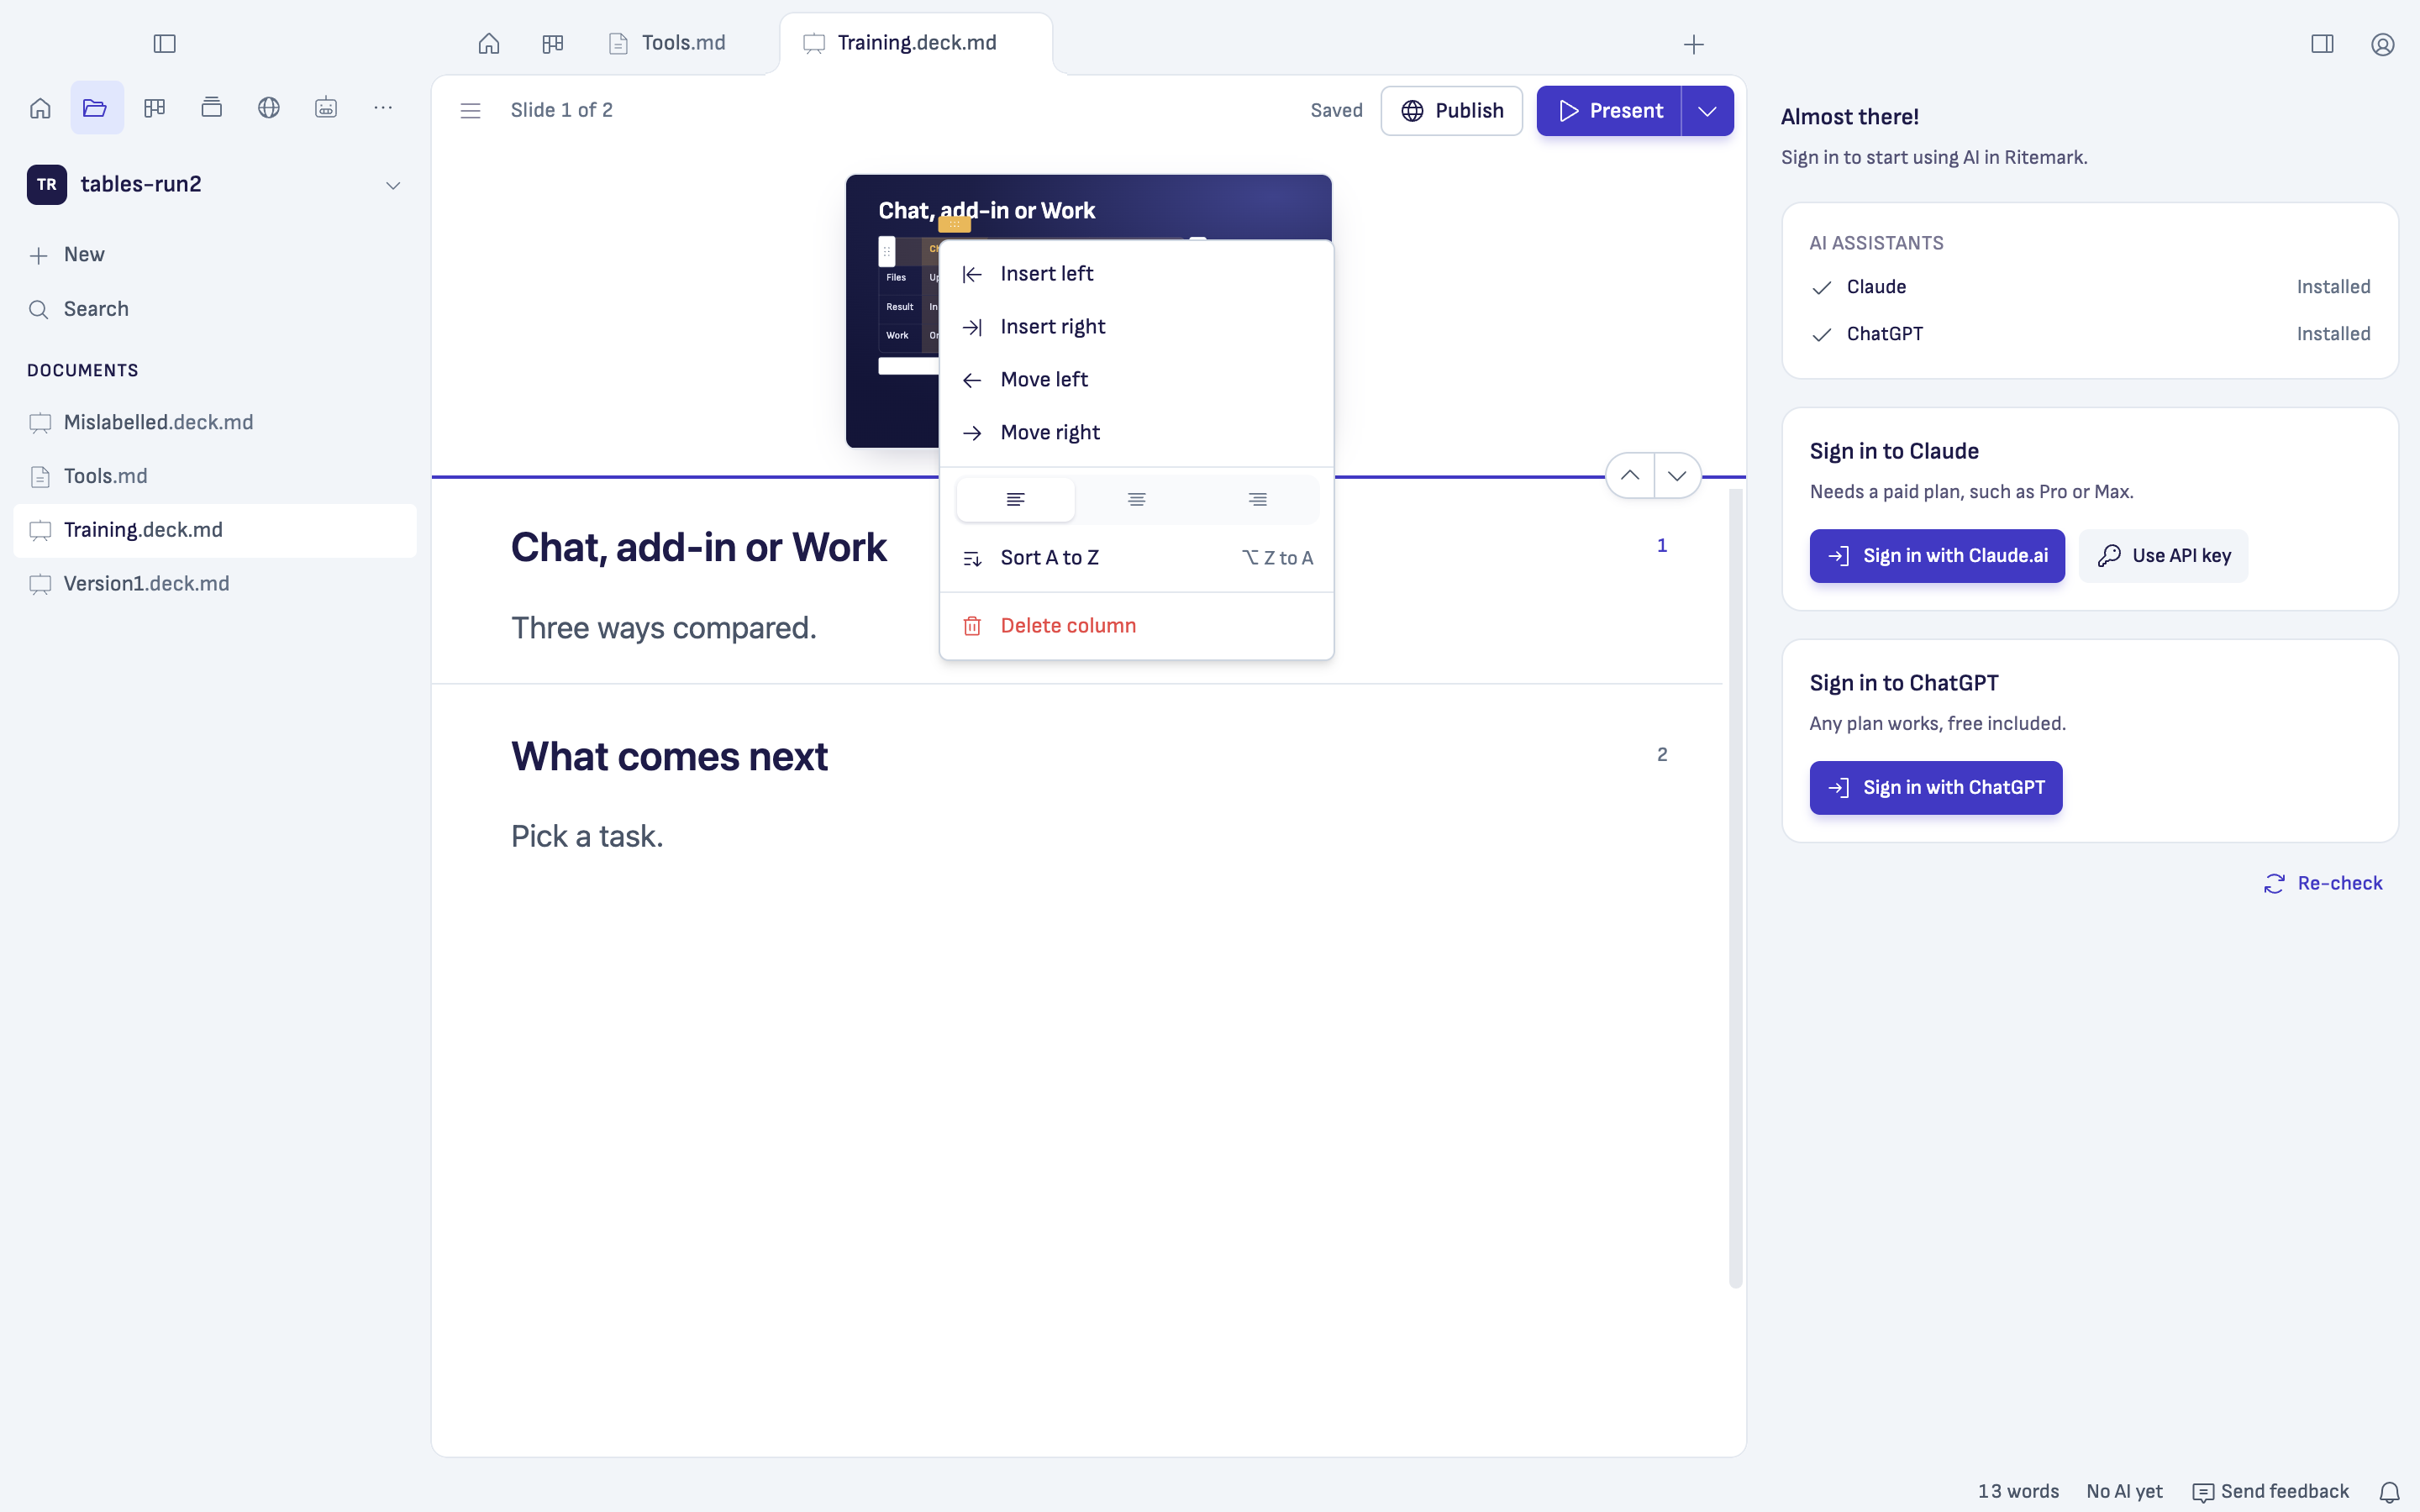 Tools.md
Training.deck.md
TR
tables-run2
New
Search
DOCUMENTS
Mislabelled.deck.md
Tools.md
Training.deck.md
Version1.deck.md
Slide 1 of 2
Saved
Publish
Present
Chat, add-in or Work
Files
Result
Work
Insert left
Insert right
Move left
Move right
Sort A to Z
⌥ Z to A
Delete column
Chat, add-in or Work
1
Three ways compared.
What comes next
2
Pick a task.
Almost there!
Sign in to start using AI in Ritemark.
AI ASSISTANTS
Claude
Installed
ChatGPT
Installed
Sign in to Claude
Needs a paid plan, such as Pro or Max.
Sign in with Claude.ai
Use API key
Sign in to ChatGPT
Any plan works, free included.
Sign in with ChatGPT
Re-check
13 words
No AI yet
Send feedback